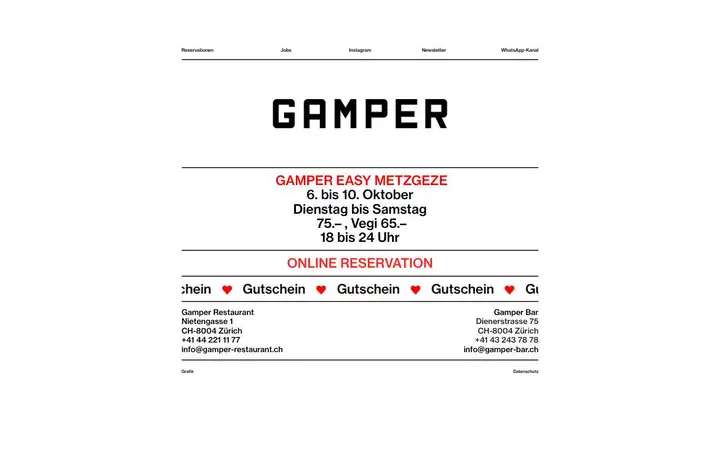 Reservationen Jobs Instagram Newsletter WhatsApp-Kanal
GAMPER
GAMPER EASY METZGEZE
6. bis 10. Oktober
Dienstag bis Samstag
75.– , Vegi 65.–
18 bis 24 Uhr
ONLINE RESERVATION
chein ♥ Gutschein ♥ Gutschein ♥ Gutschein ♥ Gu
Gamper Restaurant
Nietengasse 1
CH-8004 Zürich
+41 44 221 11 77
info@gamper-restaurant.ch
Gamper Bar
Dienerstrasse 75
CH-8004 Zürich
+41 43 243 78 78
info@gamper-bar.ch
Grafik Datenschutz